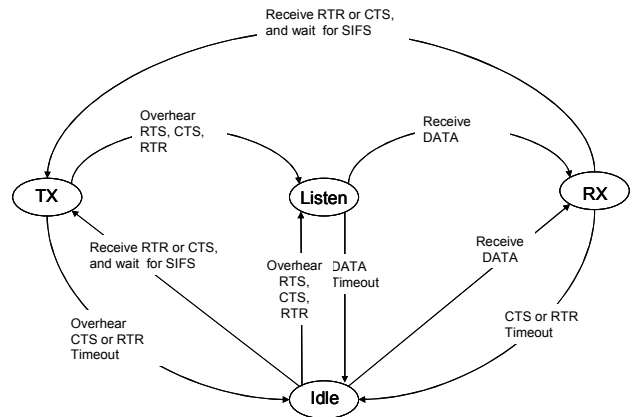 Receive RTR or CTS,
and wait for SIFS
Overhear
RTS, CTS,
RTR
Receive
DATA
TX
Listen
RX
Receive RTR or CTS,
and wait for SIFS
Overhear
RTS,
CTS,
RTR
DATA
Timeout
Receive
DATA
Overhear
CTS or RTR
Timeout
CTS or RTR
Timeout
Idle